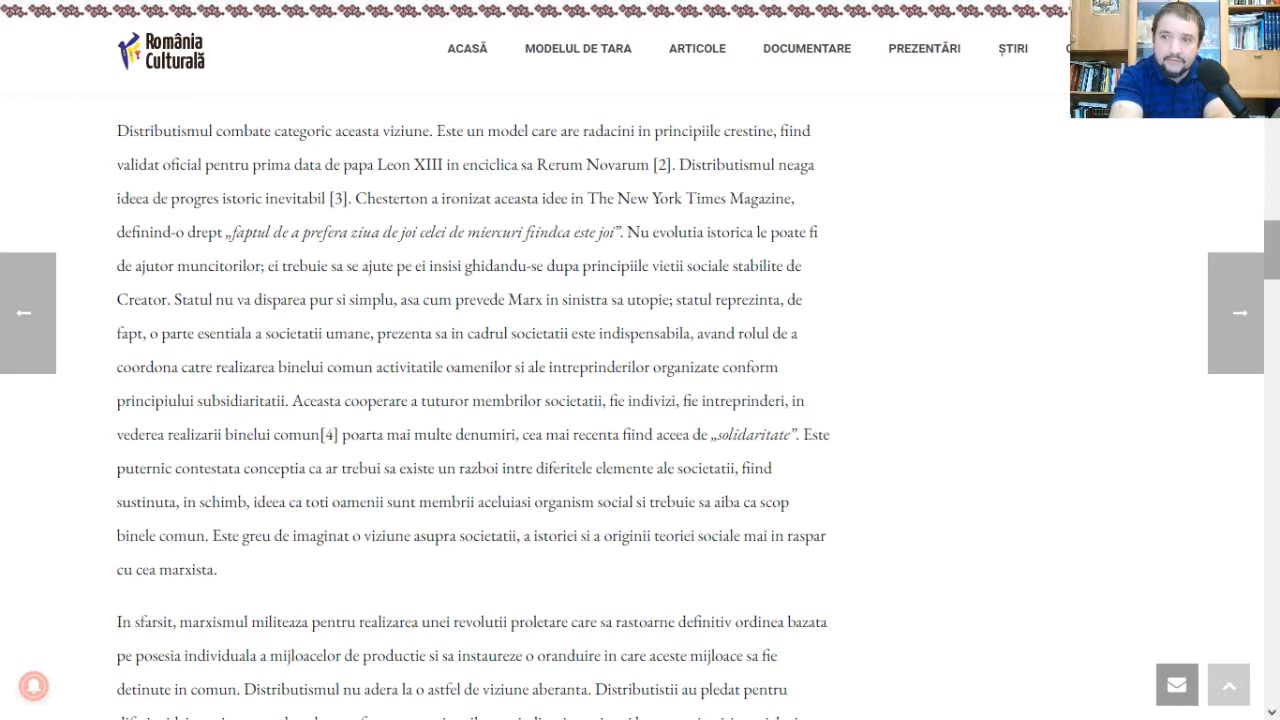 România
Culturală
ACASĂ MODELUL DE TARA ARTICOLE DOCUMENTARE PREZENTĂRI ȘTIRI
Distributismul combate categoric aceasta viziune. Este un model care are radacini in principiile crestine, fiind
validat oficial pentru prima data de papa Leon XIII in enciclica sa Rerum Novarum [2]. Distributismul neaga
ideea de progres istoric inevitabil [3]. Chesterton a ironizat aceasta idee in The New York Times Magazine,
definind-o drept „faptul de a prefera ziua de joi celei de miercuri fiindca este joi”. Nu evolutia istorica le poate fi
de ajutor muncitorilor; ei trebuie sa se ajute pe ei insisi ghidandu-se dupa principiile vietii sociale stabilite de
Creator. Statul nu va disparea pur si simplu, asa cum prevede Marx in sinistra sa utopie; statul reprezinta, de
fapt, o parte esentiala a societatii umane, prezenta sa in cadrul societatii este indispensabila, avand rolul de a
coordona catre realizarea binelui comun activitatile oamenilor si ale intreprinderilor organizate conform
principiului subsidiaritatii. Aceasta cooperare a tuturor membrilor societatii, fie indivizi, fie intreprinderi, in
vederea realizarii binelui comun[4] poarta mai multe denumiri, cea mai recenta fiind aceea de „solidaritate”. Este
puternic contestata conceptia ca ar trebui sa existe un razboi intre diferitele elemente ale societatii, fiind
sustinuta, in schimb, ideea ca toti oamenii sunt membrii aceluiasi organism social si trebuie sa aiba ca scop
binele comun. Este greu de imaginat o viziune asupra societatii, a istoriei si a originii teoriei sociale mai in raspar
cu cea marxista.
In sfarsit, marxismul militeaza pentru realizarea unei revolutii proletare care sa rastoarne definitiv ordinea bazata
pe posesia individuala a mijloacelor de productie si sa instaureze o oranduire in care aceste mijloace sa fie
detinute in comun. Distributismul nu adera la o astfel de viziune aberanta. Distributistii au pledat pentru